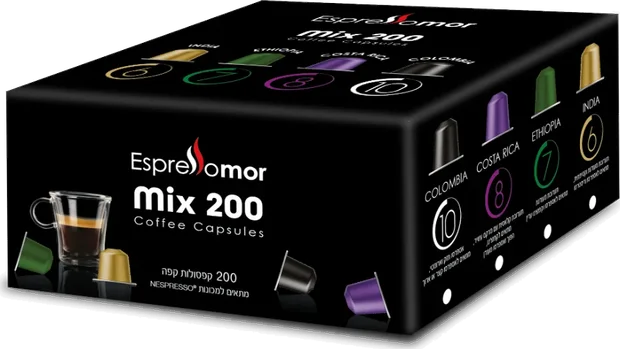 Espressomor
Mix 200
Coffee Capsules
INDIA
ETHIOPIA
COSTA RICA
COLOMBIA
6
7
8
10
Espressomor
mix 200
Coffee Capsules
200 קפסולות קפה
מתאים למכונות NESPRESSO®
COLOMBIA
10
COSTA RICA
8
ETHIOPIA
7
INDIA
6